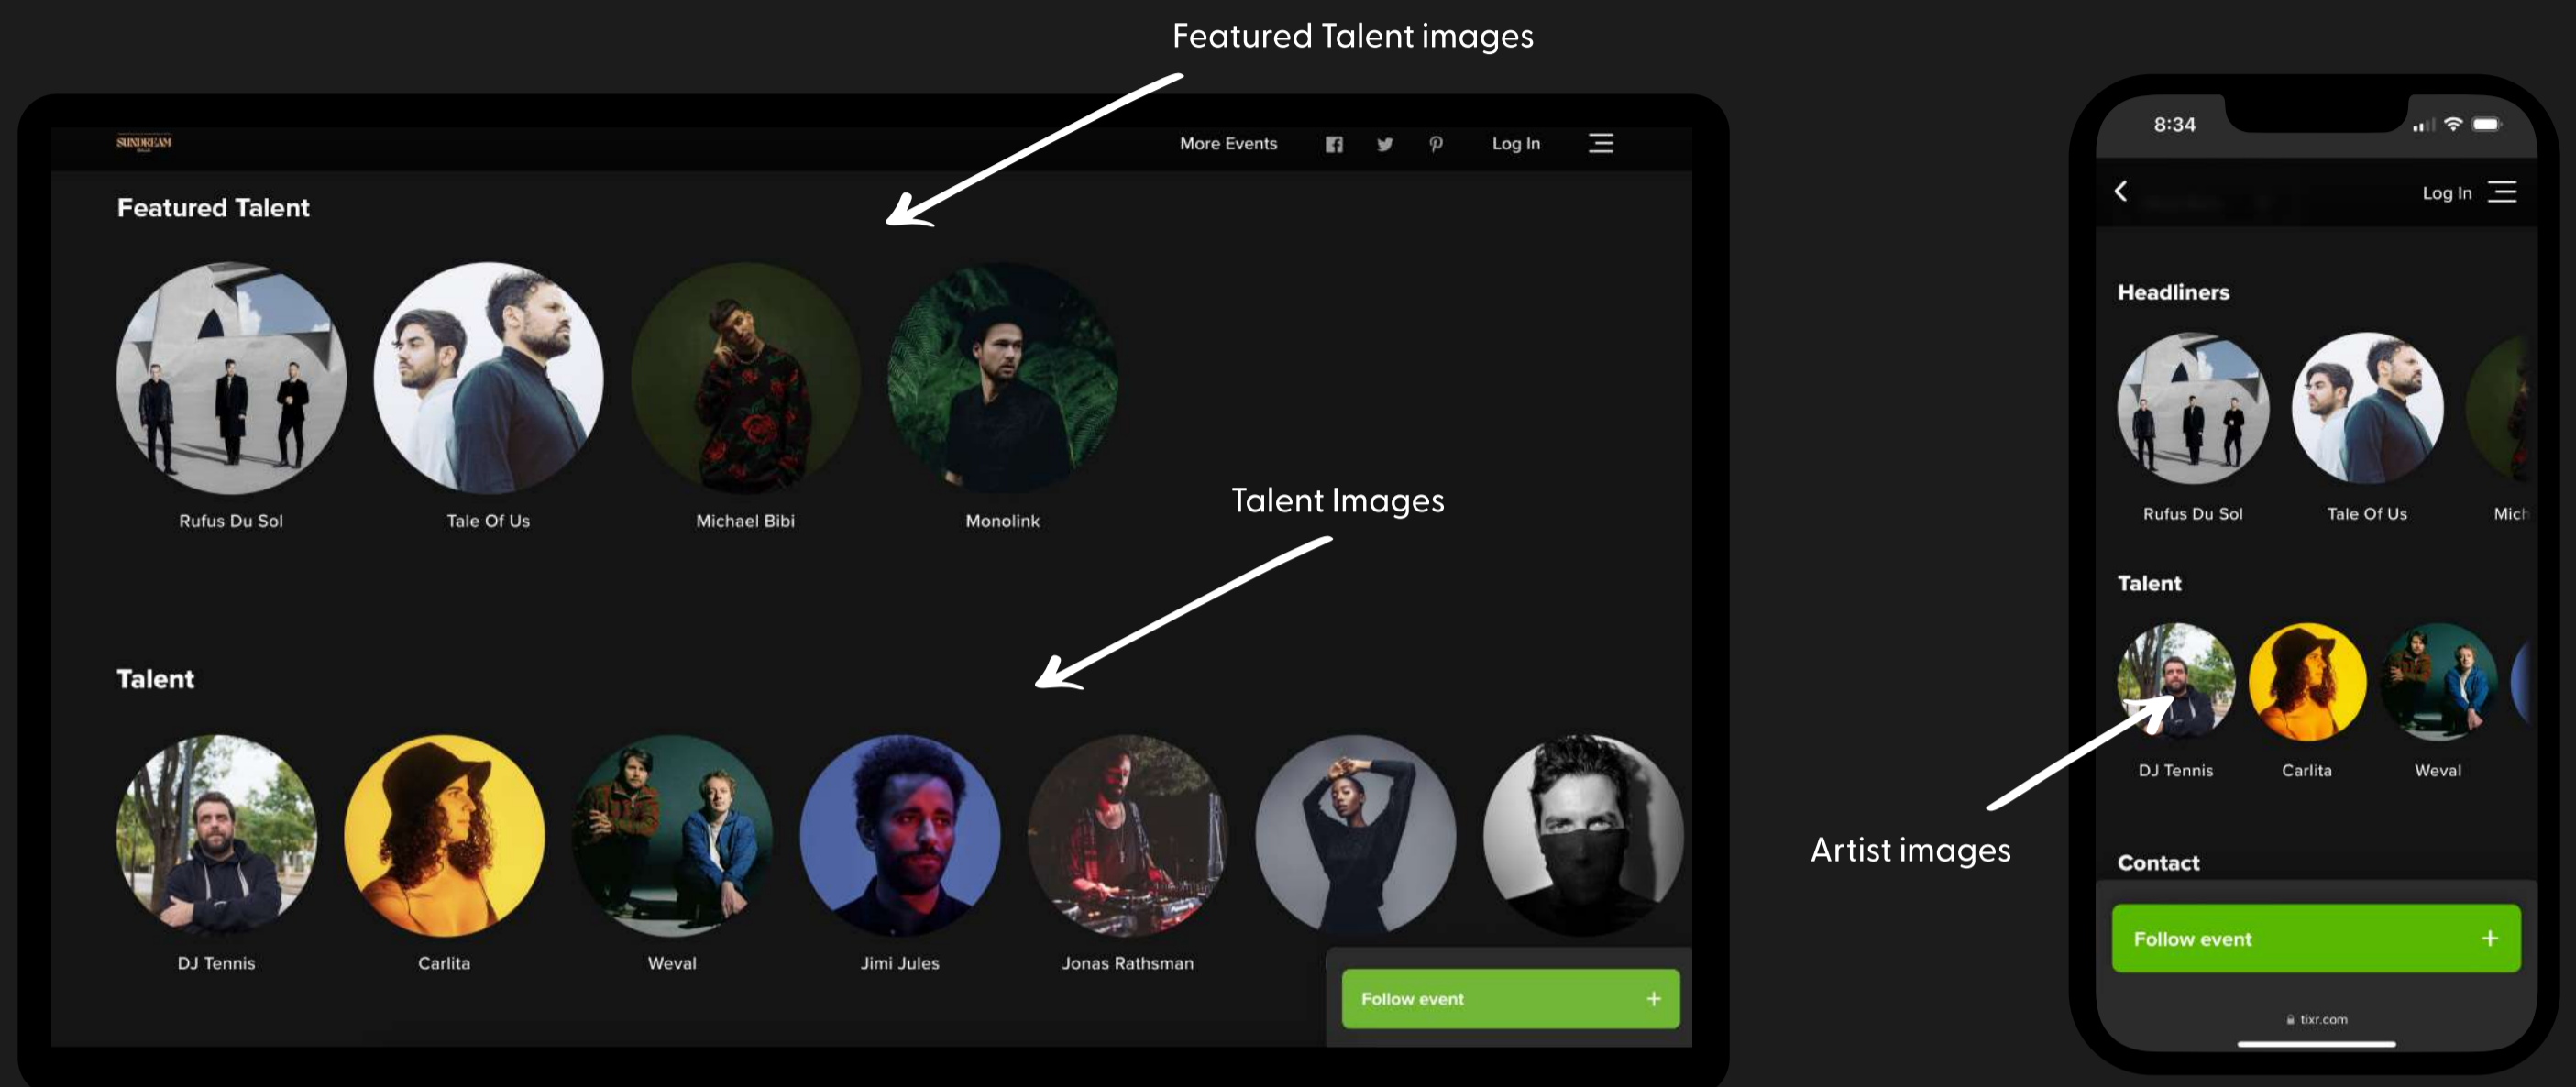 Featured Talent images
SUNDREAM
More Events
Log In
Featured Talent
Rufus Du Sol
Tale Of Us
Michael Bibi
Monolink
Talent Images
Talent
DJ Tennis
Carlita
Weval
Jimi Jules
Jonas Rathsman
Follow event +
8:34
Log In
Headliners
Rufus Du Sol
Tale Of Us
Mich
Talent
DJ Tennis
Carlita
Weval
Artist images
Contact
Follow event +
tixr.com